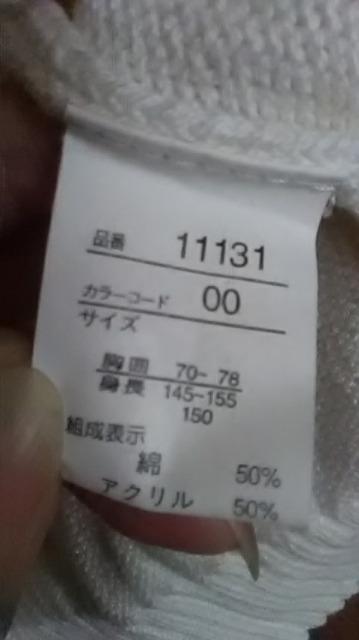 品番 11131
カラーコード 00
サイズ
胸囲 70~ 78
身長 145~155
150
組成表示
綿 50%
アクリル 50%